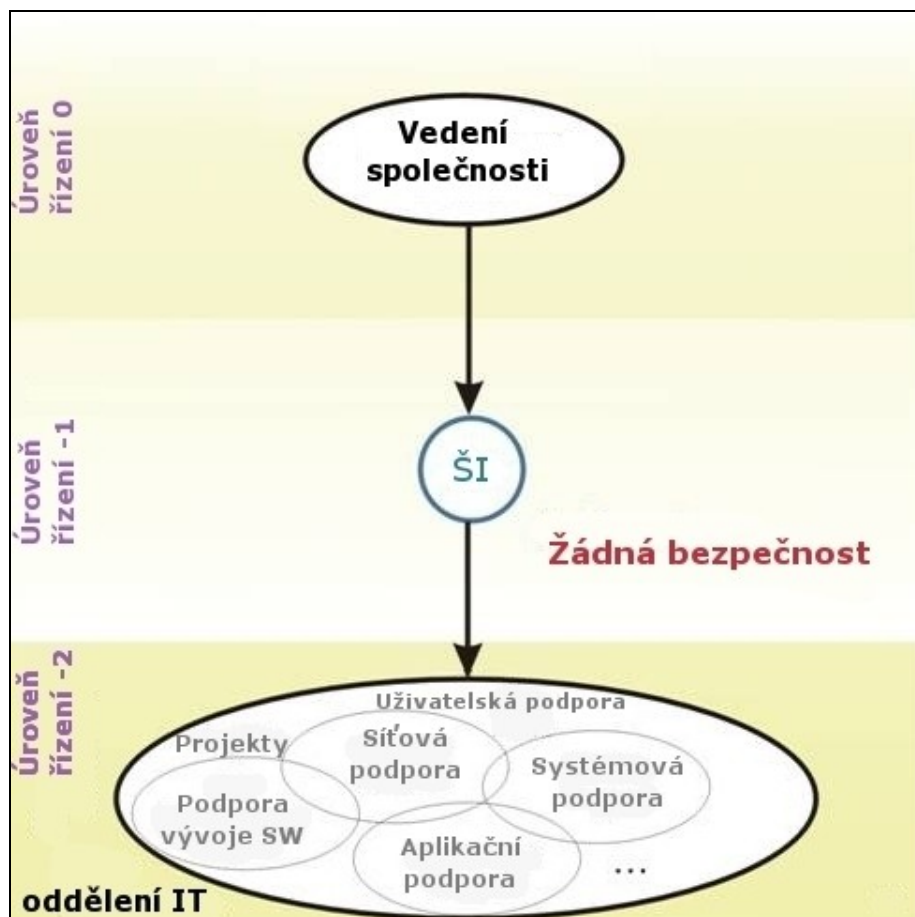 Úroveň
řízení 0
Vedení
společnosti
Úroveň
řízení -1
ŠI
Žádná bezpečnost
Úroveň
řízení -2
Uživatelská podpora
Projekty
Síťová
podpora
Systémová
podpora
Podpora
vývoje SW
Aplikační
podpora
...
oddělení IT